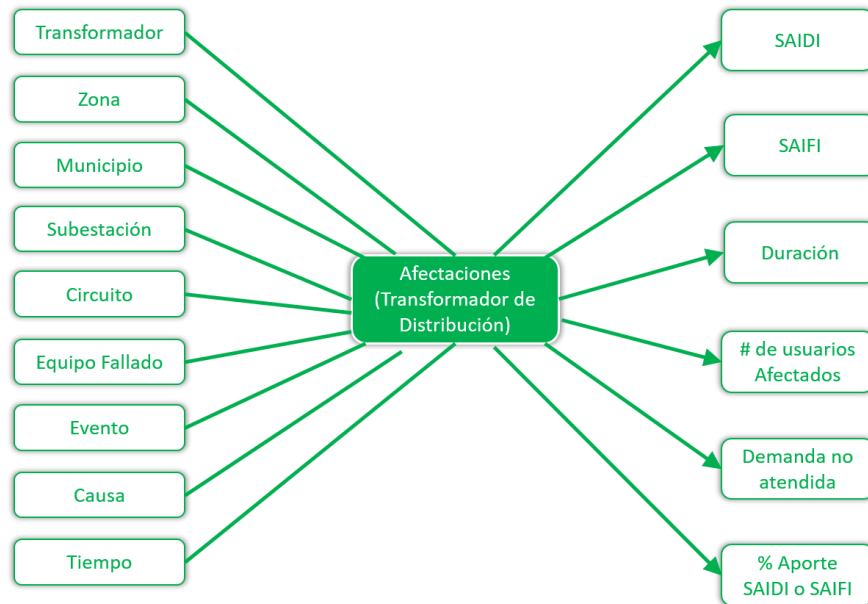 Transformador
Zona
Municipio
Subestación
Circuito
Equipo Fallado
Evento
Causa
Tiempo
Afectaciones
(Transformador de
Distribución)
SAIDI
SAIFI
Duración
# de usuarios
Afectados
Demanda no
atendida
% Aporte
SAIDI o SAIFI